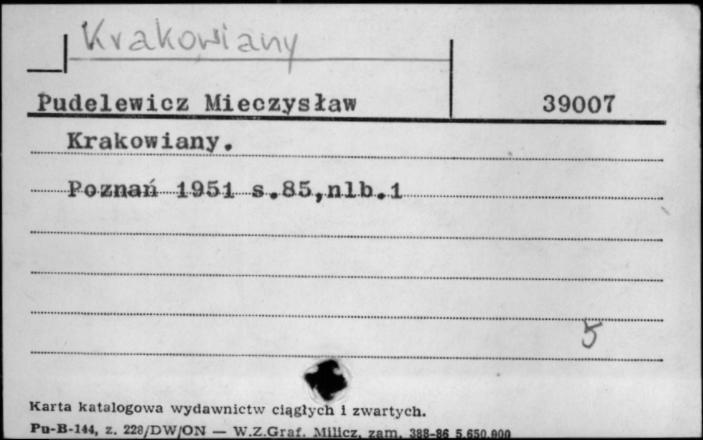 Krakowiany
Pudelewicz Mieczysław 39007
Krakowiany.
Poznań 1951 s.85,nlb.1
5
Karta katalogowa wydawnictw ciągłych i zwartych.
Pu-B-144, z. 228/DW/ON — W.Z.Graf. Milicz, zam. 388-86 5.650.000